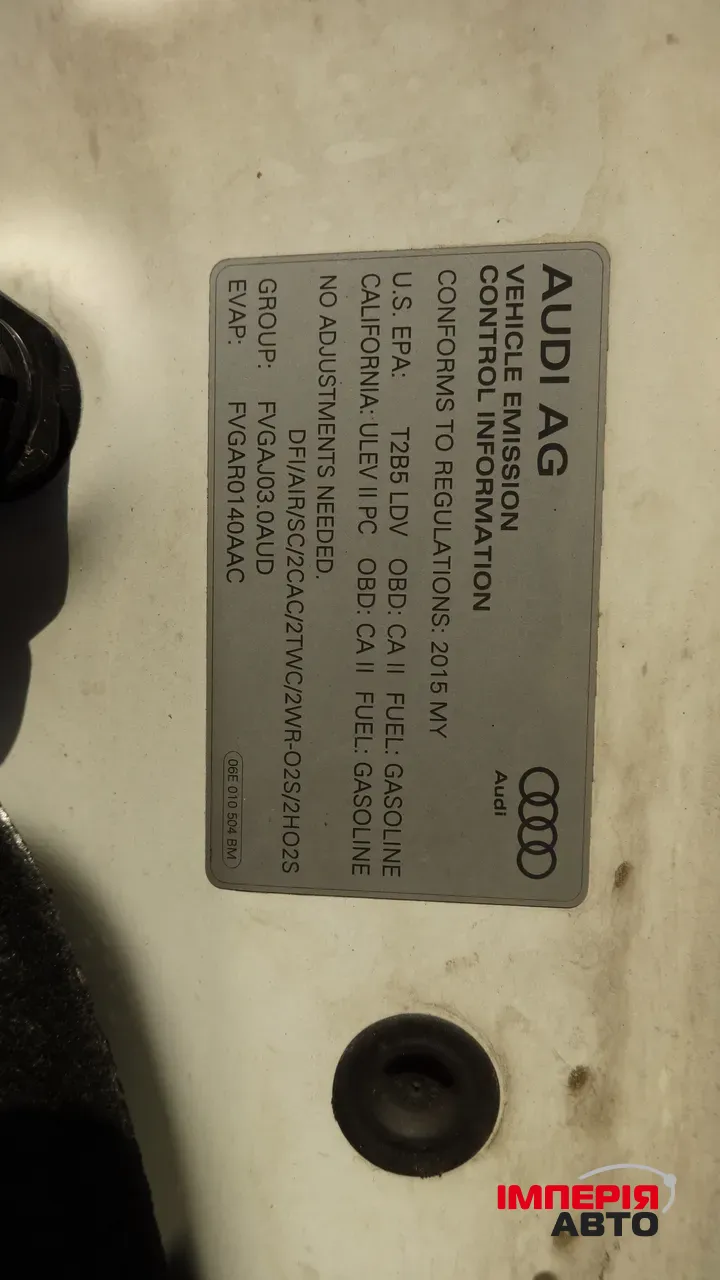 AUDI AG
Audi
VEHICLE EMISSION
CONTROL INFORMATION
CONFORMS TO REGULATIONS: 2015 MY
U.S. EPA: T2B5 LDV OBD: CA II FUEL: GASOLINE
CALIFORNIA: ULEV II PC OBD: CA II FUEL: GASOLINE
NO ADJUSTMENTS NEEDED.
DFI/AIR/SC/2CAC/2TWC/2WR-O2S/2HO2S
GROUP: FVGAJ03.0AUD
EVAP: FVGAR0140AAC
06E 010 504 BM
ІМПЕРІЯ
АВТО